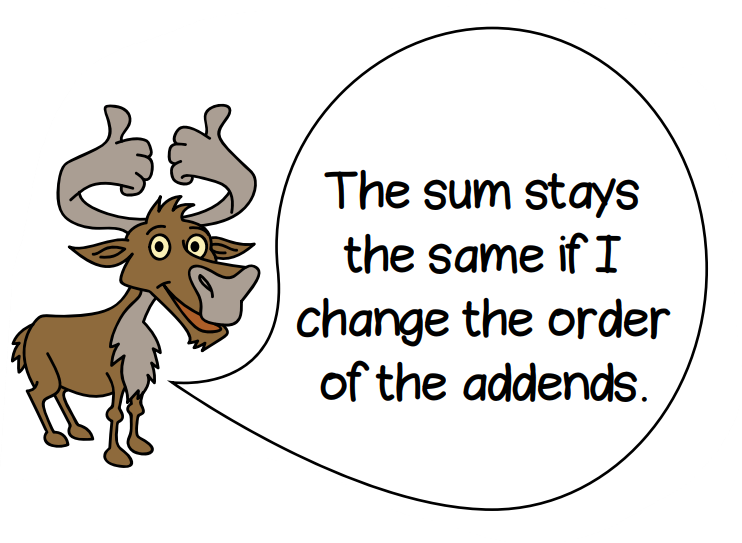 The sum stays
the same if I
change the order
of the addends.